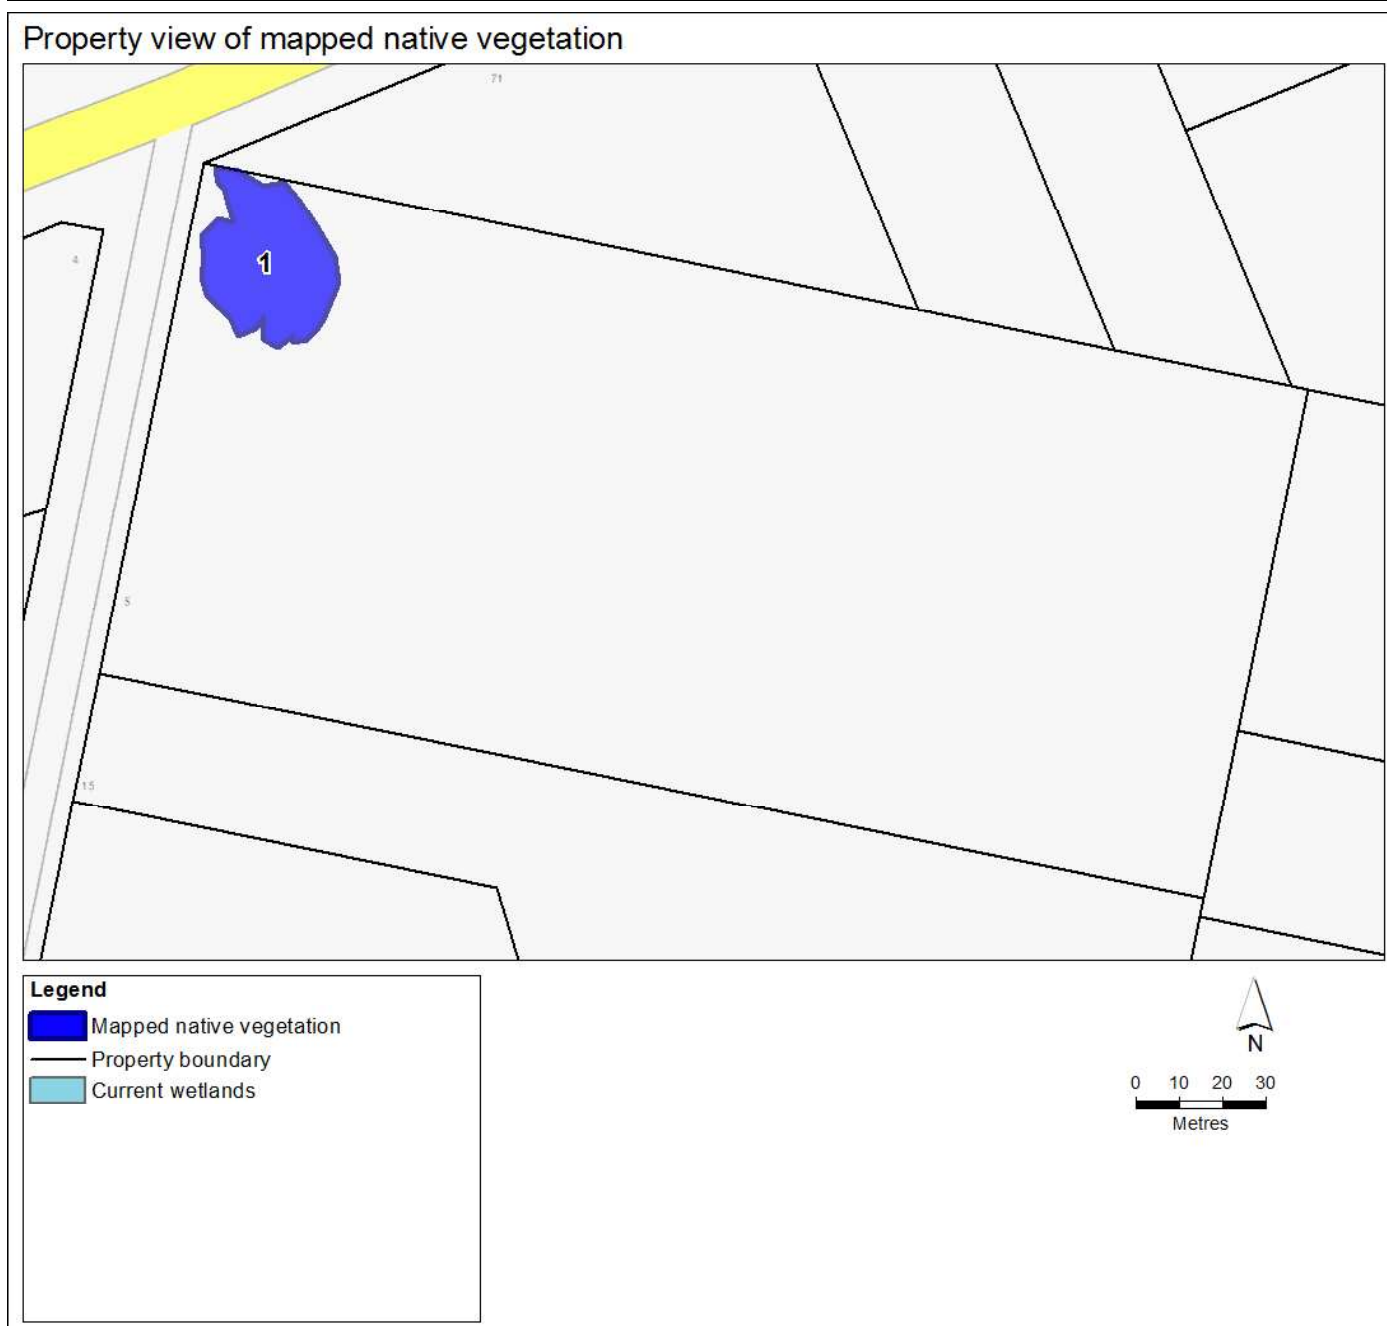 Property view of mapped native vegetation
71
1
4
5
15
Legend
Mapped native vegetation
Property boundary
Current wetlands
N
0 10 20 30
Metres